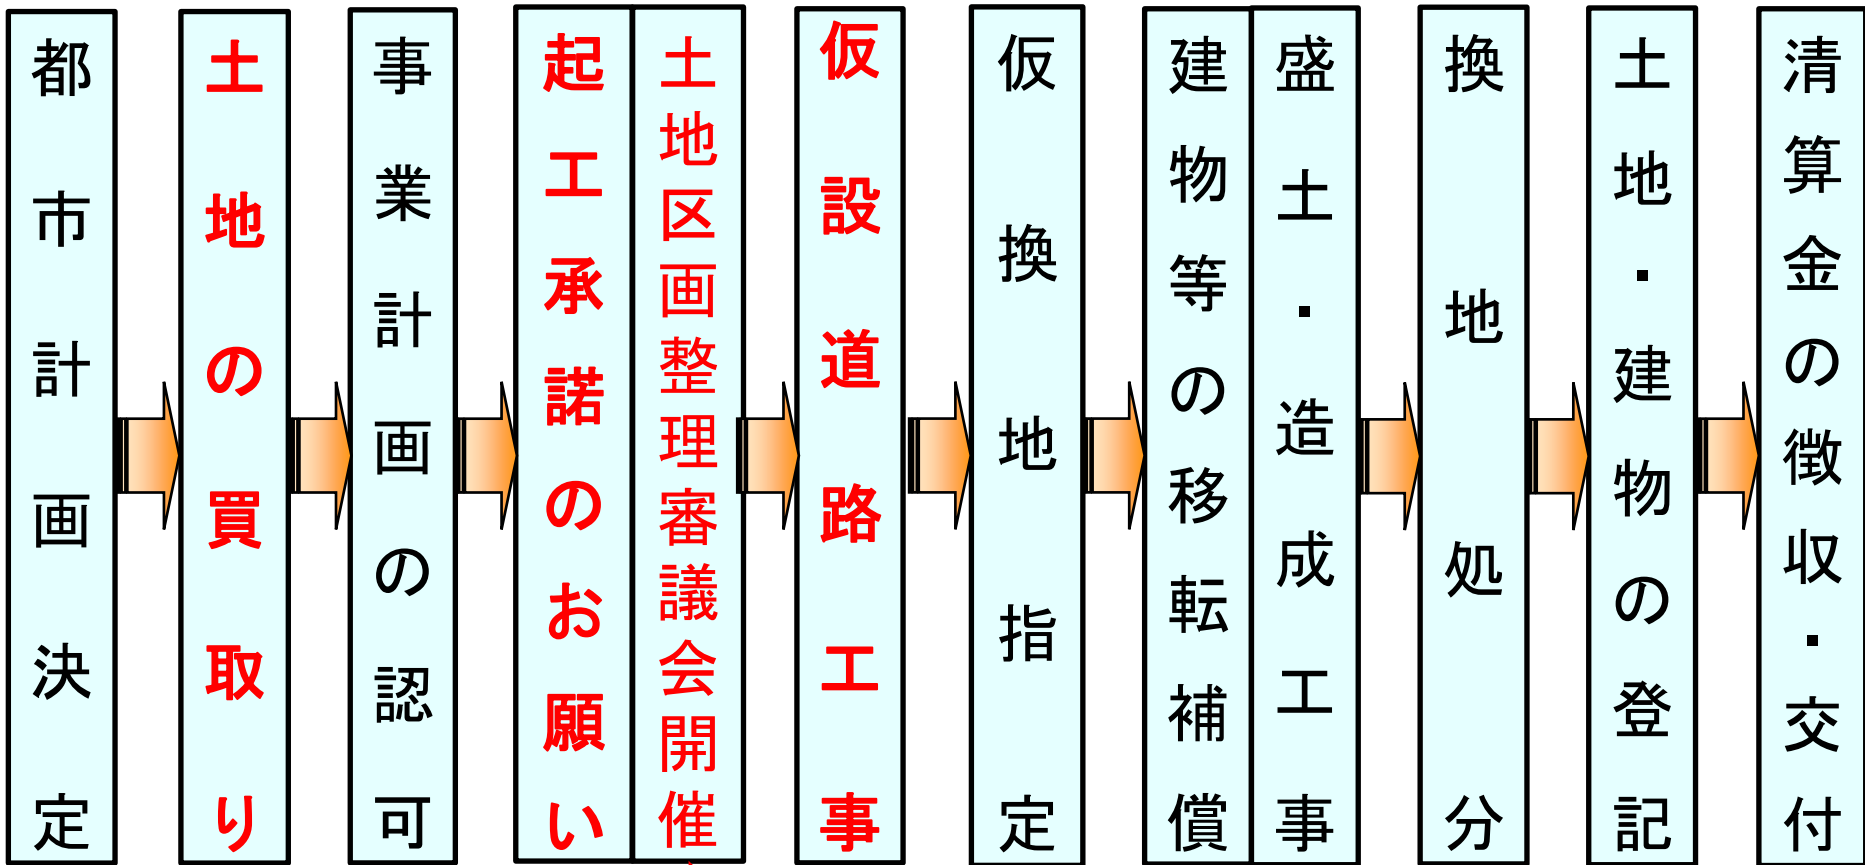 都市計画決定
土地の買取り
事業計画の認可
起工承諾のお願い
土地区画整理審議会開催
仮設道路工事
仮換地指定
建物等の移転補償
盛土・造成工事
換地処分
土地・建物の登記
清算金の徴収・交付